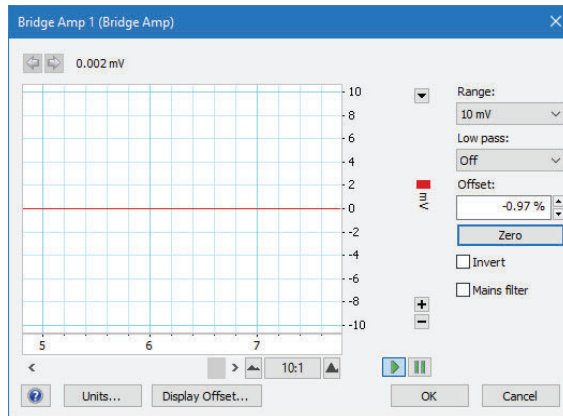 Bridge Amp 1 (Bridge Amp)
0.002 mV
10
8
6
4
2
0
-2
-4
-6
-8
-10
mV
5
6
7
10:1
Range:
10 mV
Low pass:
Off
Offset:
-0.97 %
Zero
Invert
Mains filter
Units...
Display Offset...
OK
Cancel